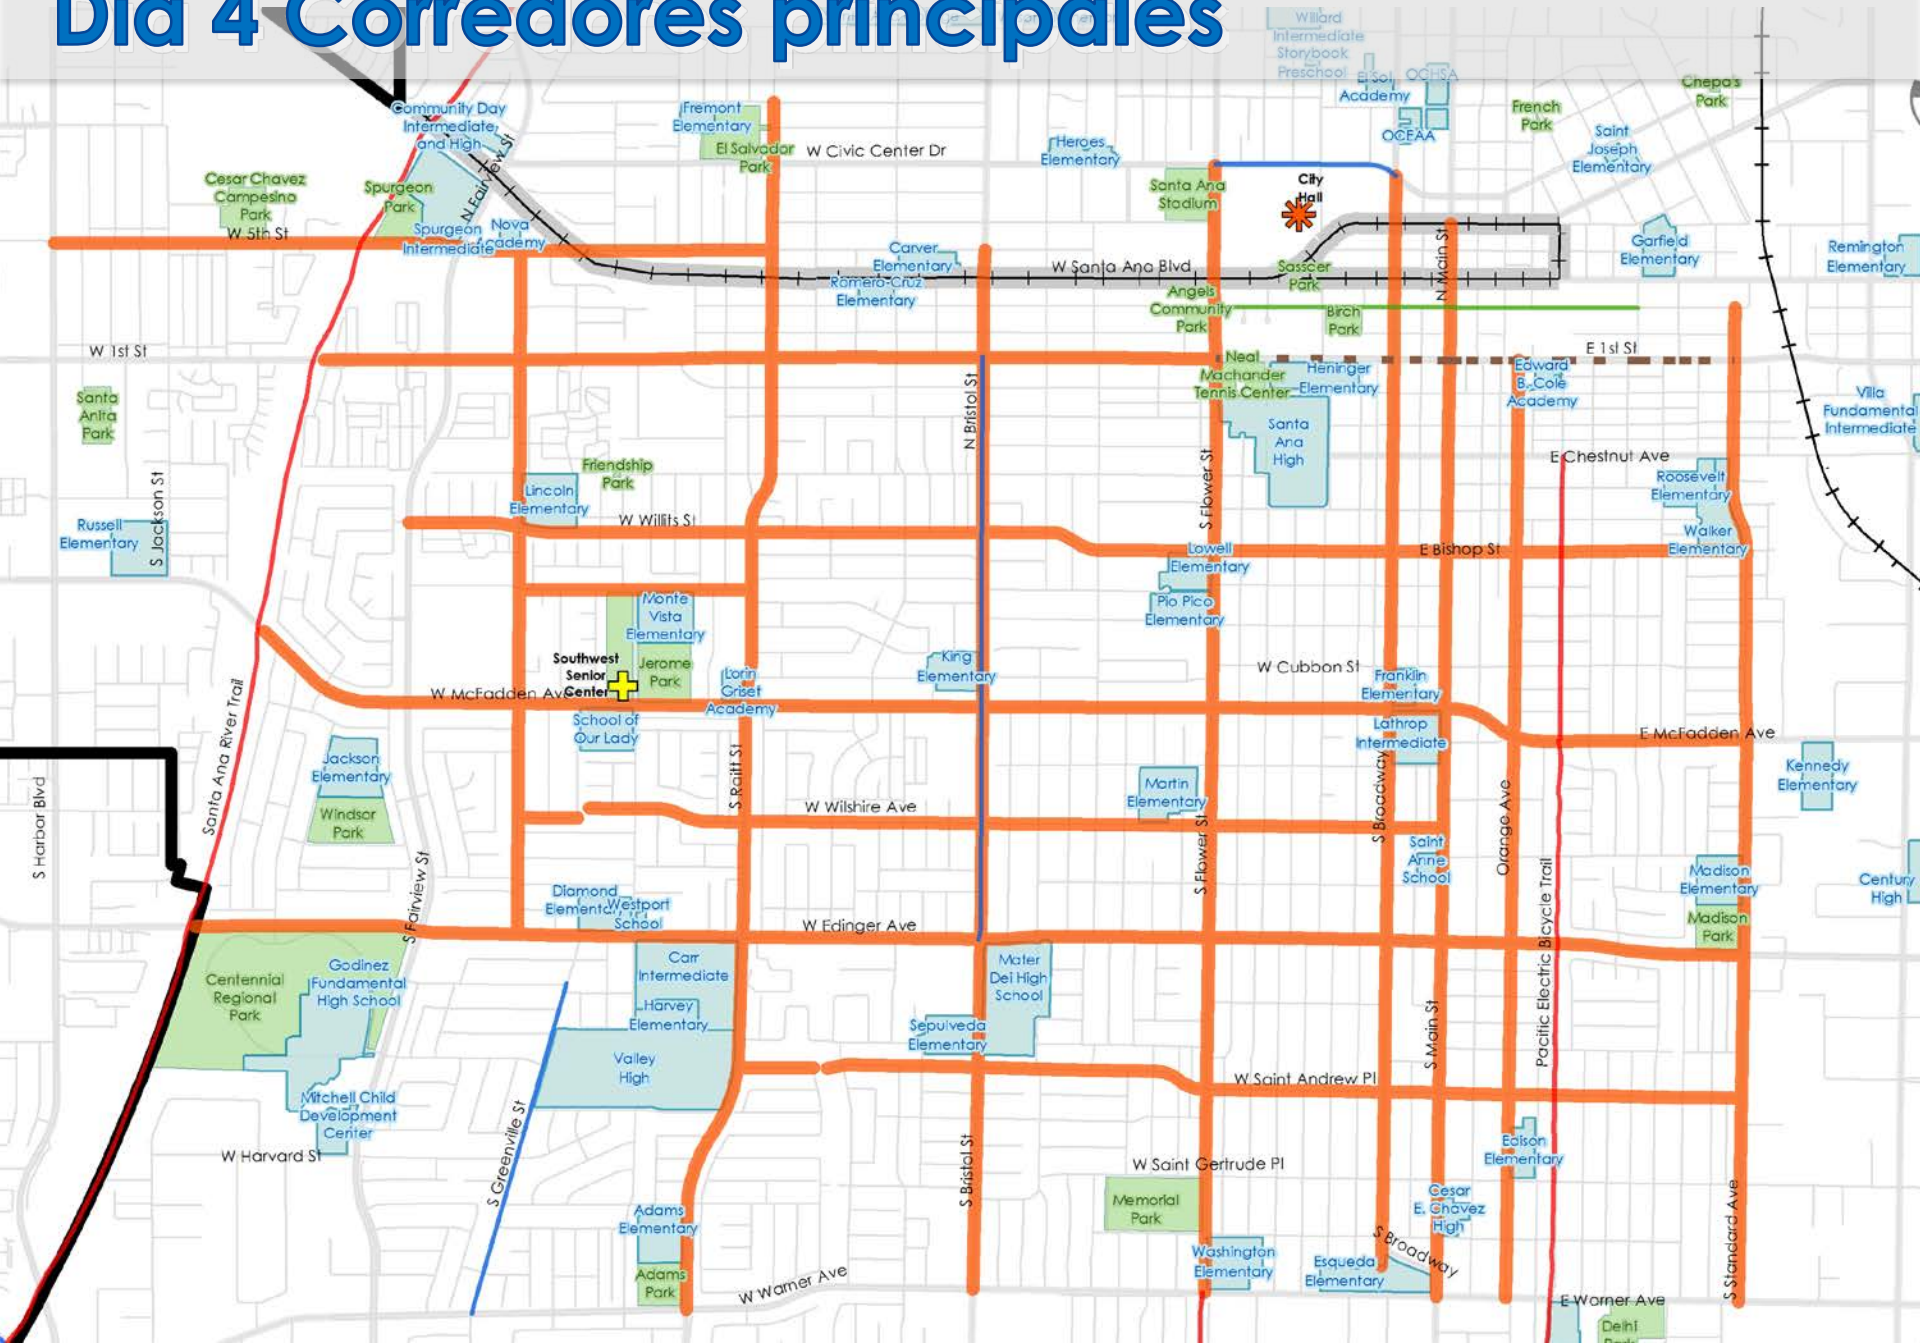 Día 4 Corredores principales
Willard
Intermediate
Storybook
Preschool
El Sol
Academy
OCHSA
OCEAA
Chepa's
Park
French
Park
Saint
Joseph
Elementary
Community Day
Intermediate
and High
Fremont
Elementary
El Salvador
Park
W Civic Center Dr
Heroes
Elementary
N Fairview St
Cesar Chavez
Campesino
Park
Spurgeon
Park
Santa Ana
Stadium
City
Hall
W 5th St
Spurgeon
Intermediate
Nova
Academy
Carver
Elementary
Romero-Cruz
Elementary
W Santa Ana Blvd
Sasscer
Park
N Main St
Garfield
Elementary
Remington
Elementary
Angels
Community
Park
Birch
Park
W 1st St
E 1st St
Neal
Machander
Tennis Center
Heninger
Elementary
Edward
B. Cole
Academy
Santa
Anita
Park
N Bristol St
Villa
Fundamental
Intermediate
Santa
Ana
High
E Chestnut Ave
Friendship
Park
S Flower St
Roosevelt
Elementary
S Jackson St
Lincoln
Elementary
W Willits St
Russell
Elementary
Walker
Elementary
Lowell
Elementary
E Bishop St
Monte
Vista
Elementary
Pio Pico
Elementary
Southwest
Senior
Center
Jerome
Park
King
Elementary
W Cubbon St
Franklin
Elementary
W McFadden Ave
Lorin
Griset
Academy
School of
Our Lady
Lathrop
Intermediate
E McFadden Ave
Santa Ana River Trail
Jackson
Elementary
Windsor
Park
S Raitt St
S Broadway
Kennedy
Elementary
S Harbor Blvd
Martin
Elementary
W Wilshire Ave
S Flower St
Orange Ave
Saint
Anne
School
S Fairview St
Madison
Elementary
Madison
Park
Century
High
Diamond
Elementary
Westport
School
W Edinger Ave
Pacific Electric Bicycle Trail
Centennial
Regional
Park
Godinez
Fundamental
High School
Carr
Intermediate
Harvey
Elementary
Mater
Dei High
School
Sepulveda
Elementary
S Main St
Valley
High
W Saint Andrew Pl
Mitchell Child
Development
Center
W Harvard St
S Greenville St
S Bristol St
W Saint Gertrude Pl
Edison
Elementary
Memorial
Park
Cesar
E. Chavez
High
S Standard Ave
Adams
Elementary
S Broadway
Washington
Elementary
Esqueda
Elementary
Adams
Park
W Warner Ave
E Warner Ave
Delhi
Park